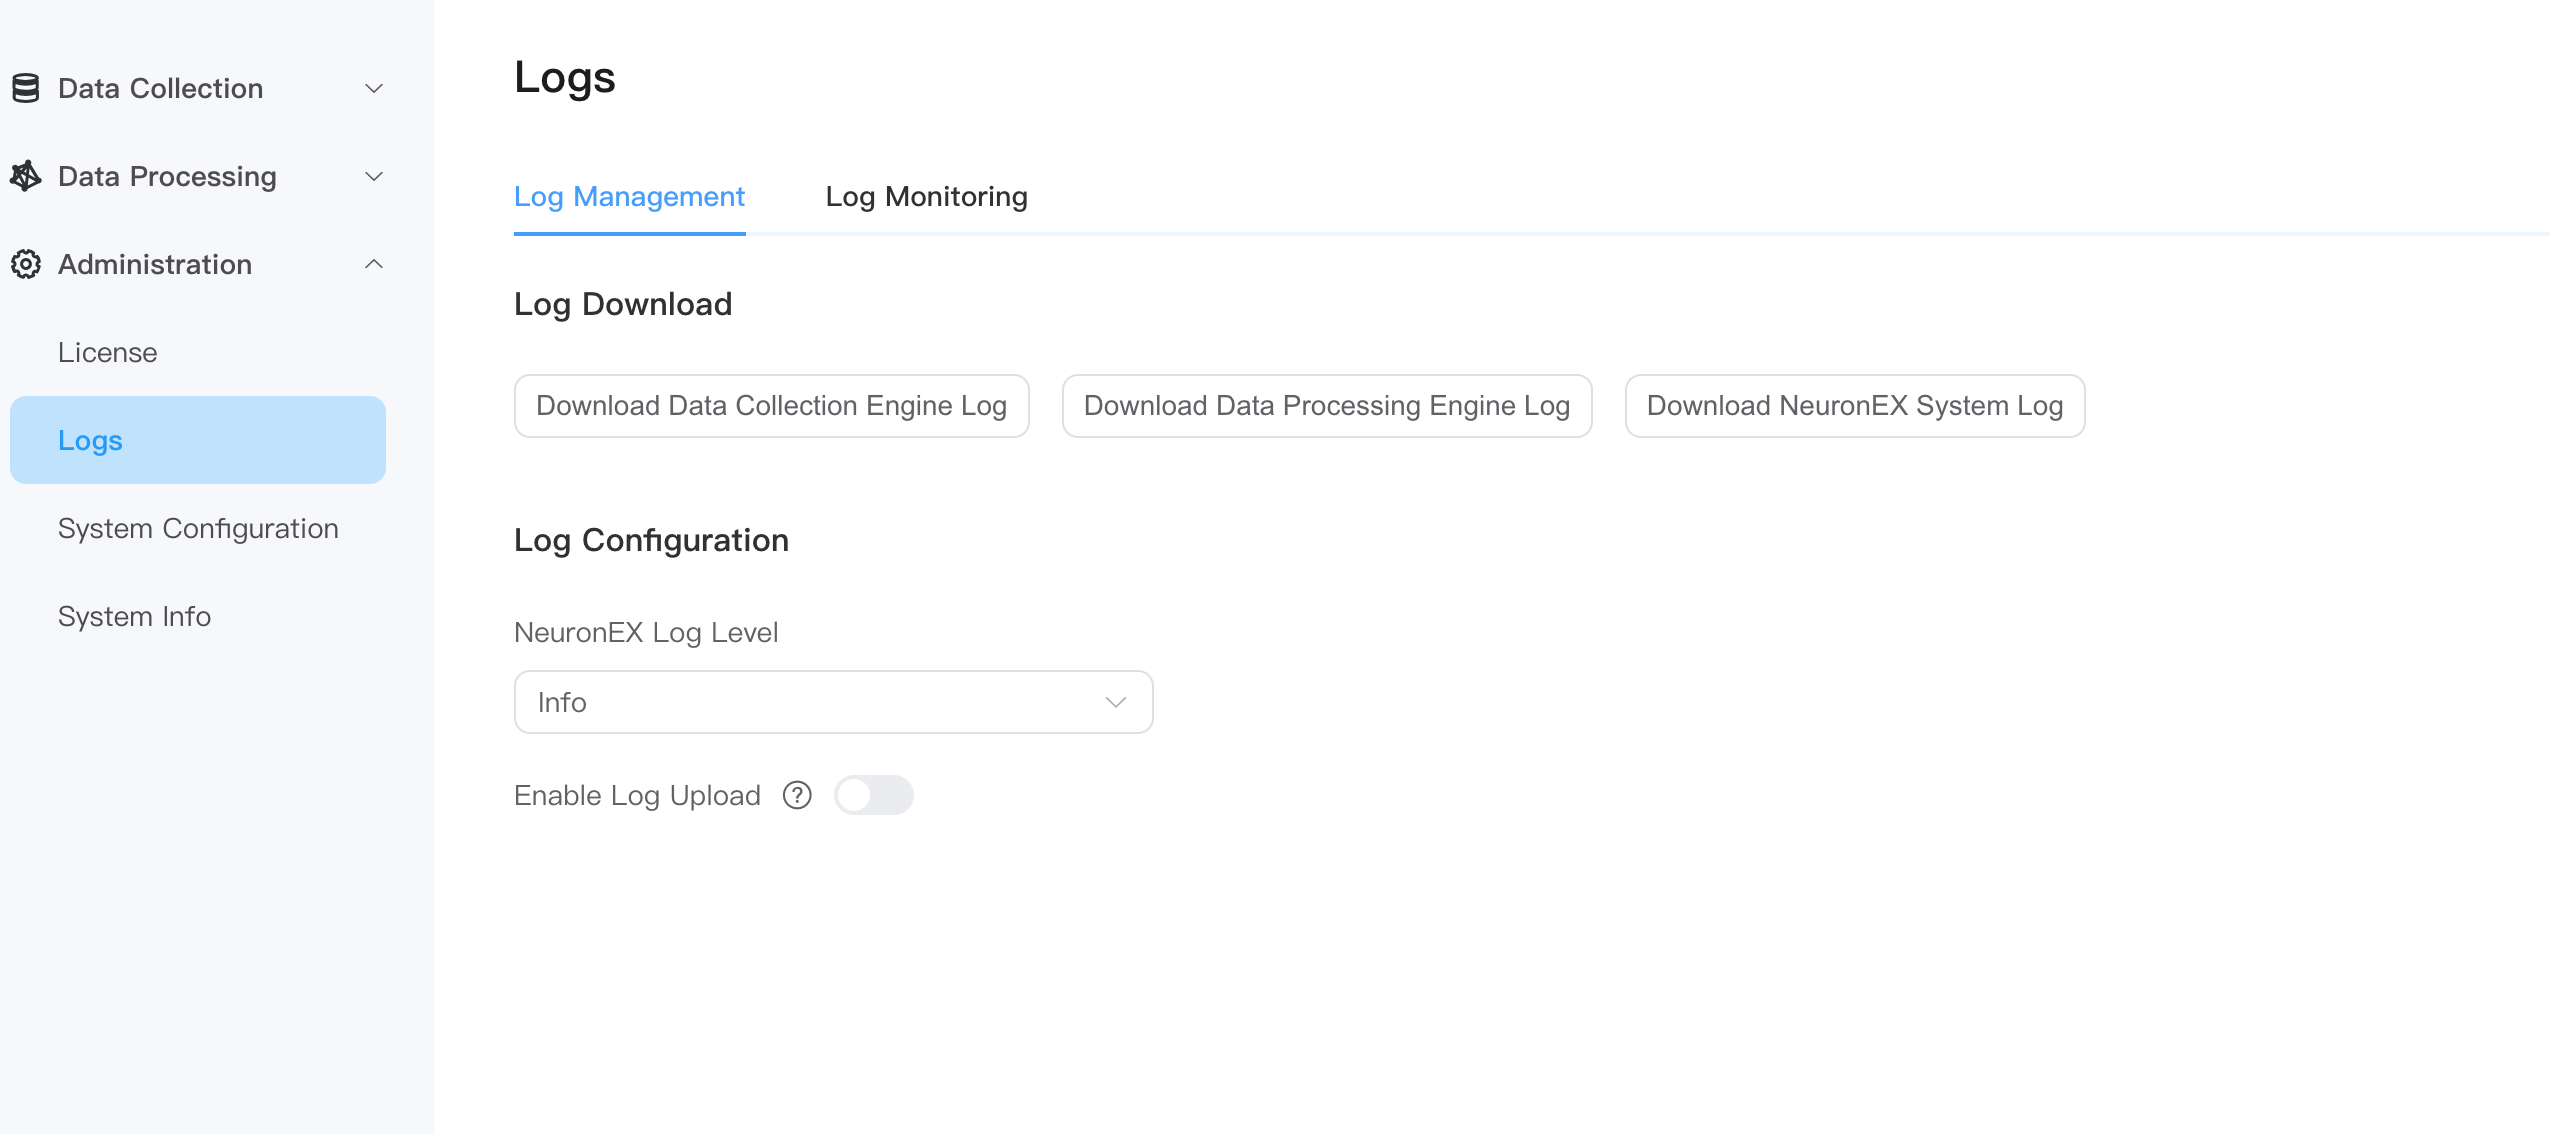 Data Collection
Data Processing
Administration
License
Logs
System Configuration
System Info
Logs
Log Management Log Monitoring
Log Download
Download Data Collection Engine Log Download Data Processing Engine Log Download NeuronEX System Log
Log Configuration
NeuronEX Log Level
Info
Enable Log Upload ?